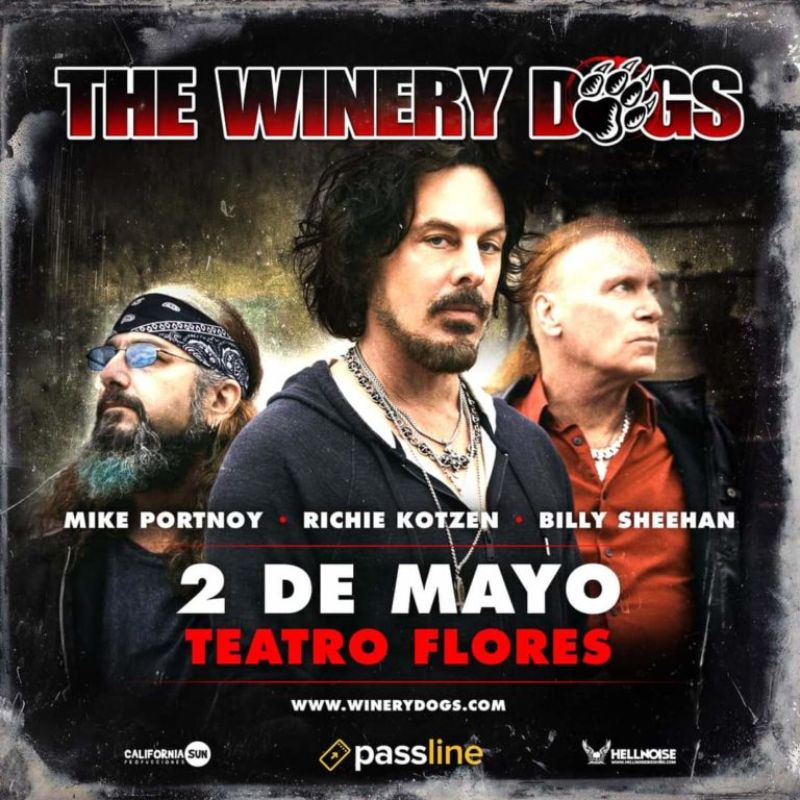 THE WINERY DOGS
MIKE PORTNOY • RICHIE KOTZEN • BILLY SHEEHAN
2 DE MAYO
TEATRO FLORES
WWW.WINERYDOGS.COM
CALIFORNIA SUN
PRODUCCIONES
passline
HELLNOISE